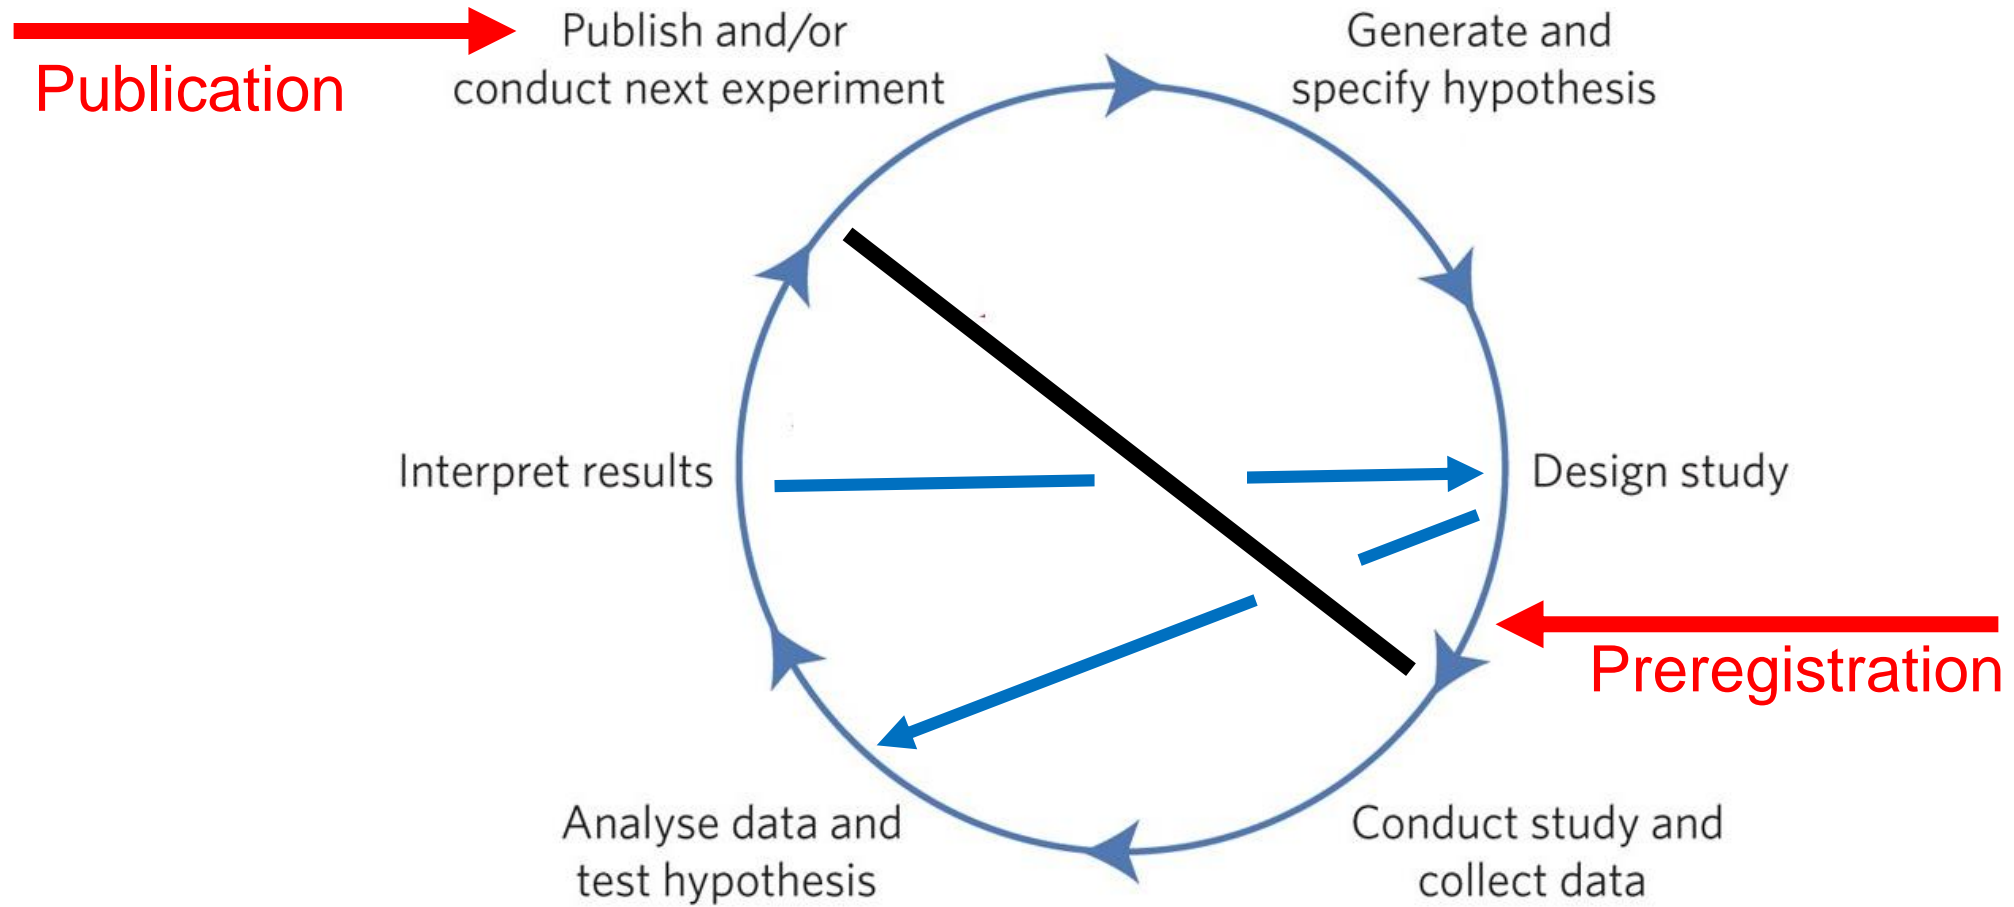 Publication
Publish and/or
conduct next experiment
Generate and
specify hypothesis
Interpret results
Design study
Preregistration
Analyse data and
test hypothesis
Conduct study and
collect data